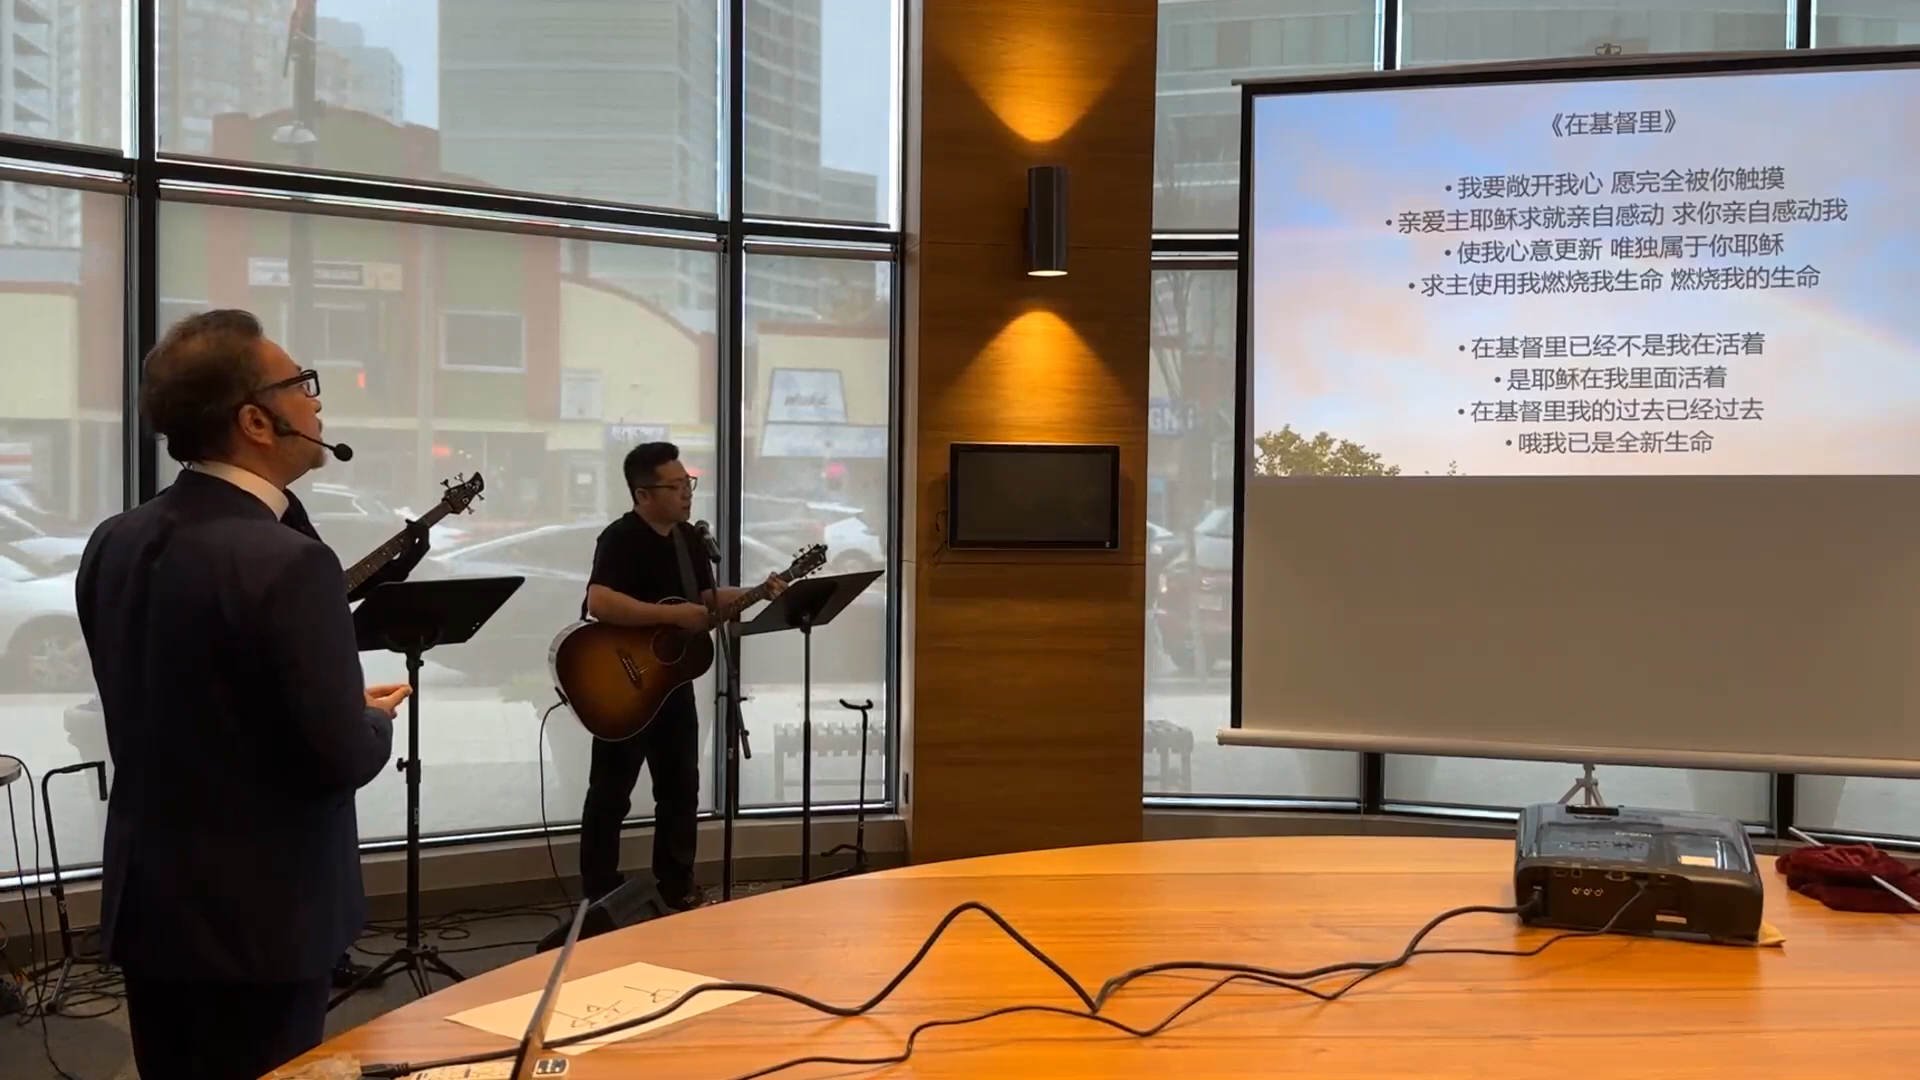 《在基督里》
• 我要敞开我心 愿完全被你触摸
• 亲爱主耶稣求就亲自感动 求你亲自感动我
• 使我心意更新 唯独属于你耶稣
• 求主使用我燃烧我生命 燃烧我的生命
• 在基督里已经不是我在活着
• 是耶稣在我里面活着
• 在基督里我的过去已经过去
• 哦我已是全新生命
EPSON